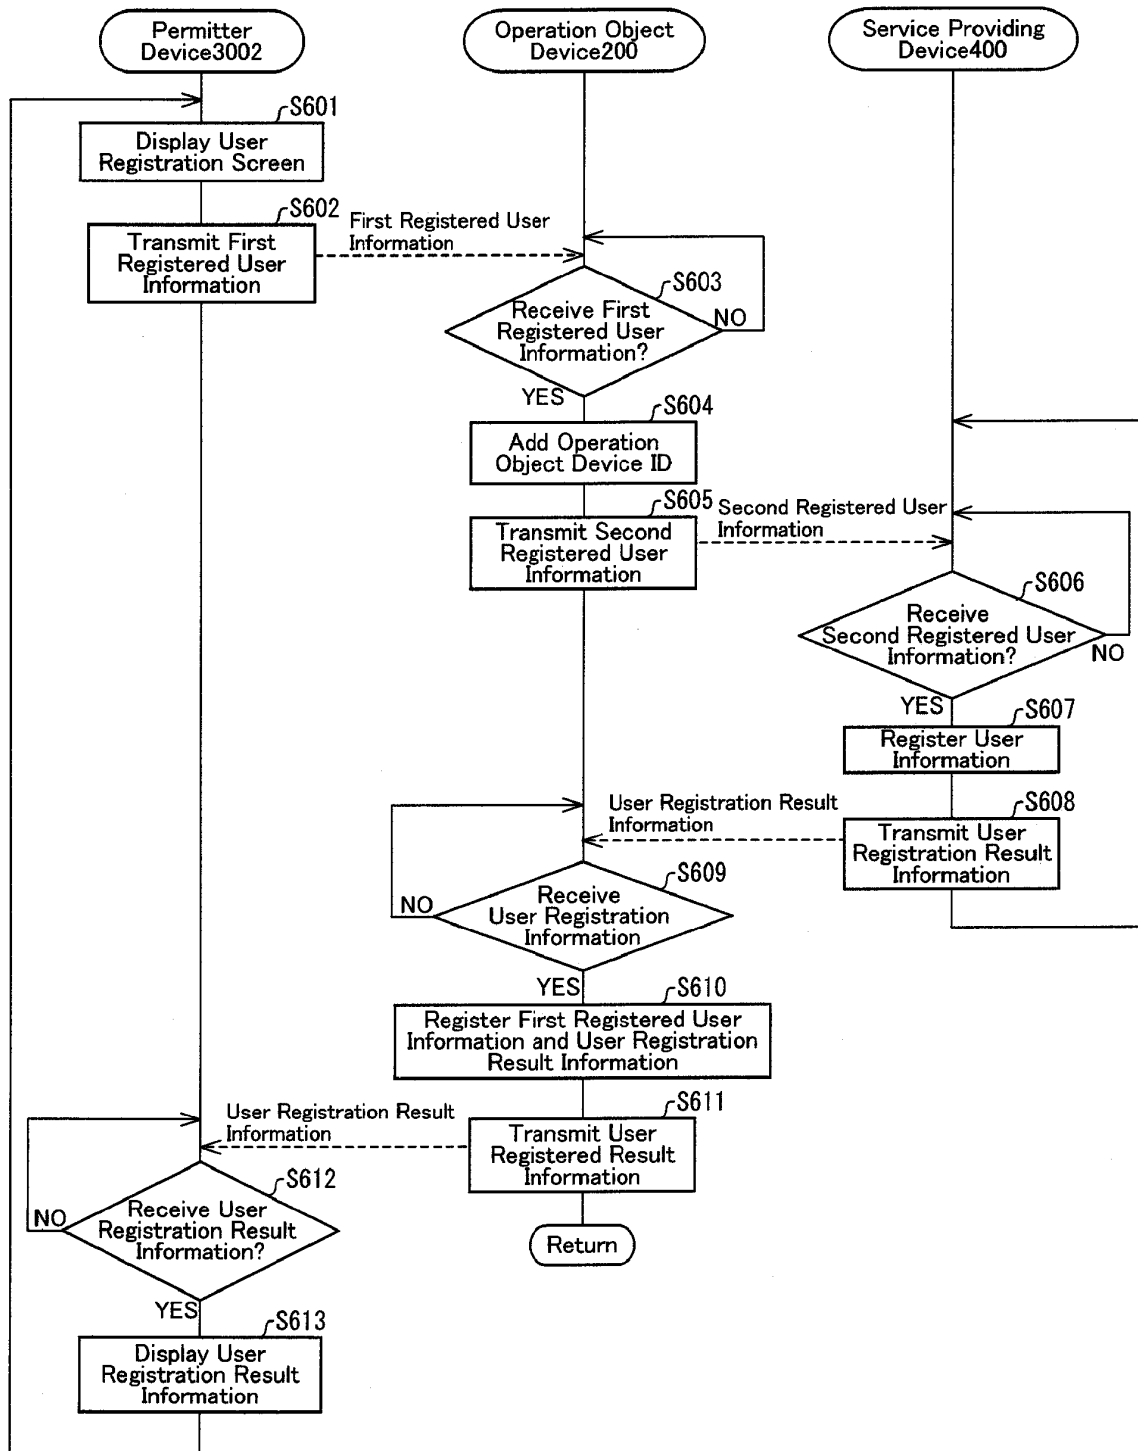 Permitter
Device3002
Operation Object
Device200
Service Providing
Device400
S601
Display User
Registration Screen
S602
Transmit First
Registered User
Information
First Registered User
Information
S603
Receive First
Registered User
Information?
NO
YES
S604
Add Operation
Object Device ID
S605
Transmit Second
Registered User
Information
Second Registered User
Information
S606
Receive
Second Registered User
Information?
NO
YES
S607
Register User
Information
S608
Transmit User
Registration Result
Information
User Registration Result
Information
S609
Receive
User Registration
Information
NO
YES
S610
Register First Registered User
Information and User Registration
Result Information
S611
Transmit User
Registered Result
Information
User Registration Result
Information
Return
S612
Receive User
Registration Result
Information?
NO
YES
S613
Display User
Registration Result
Information